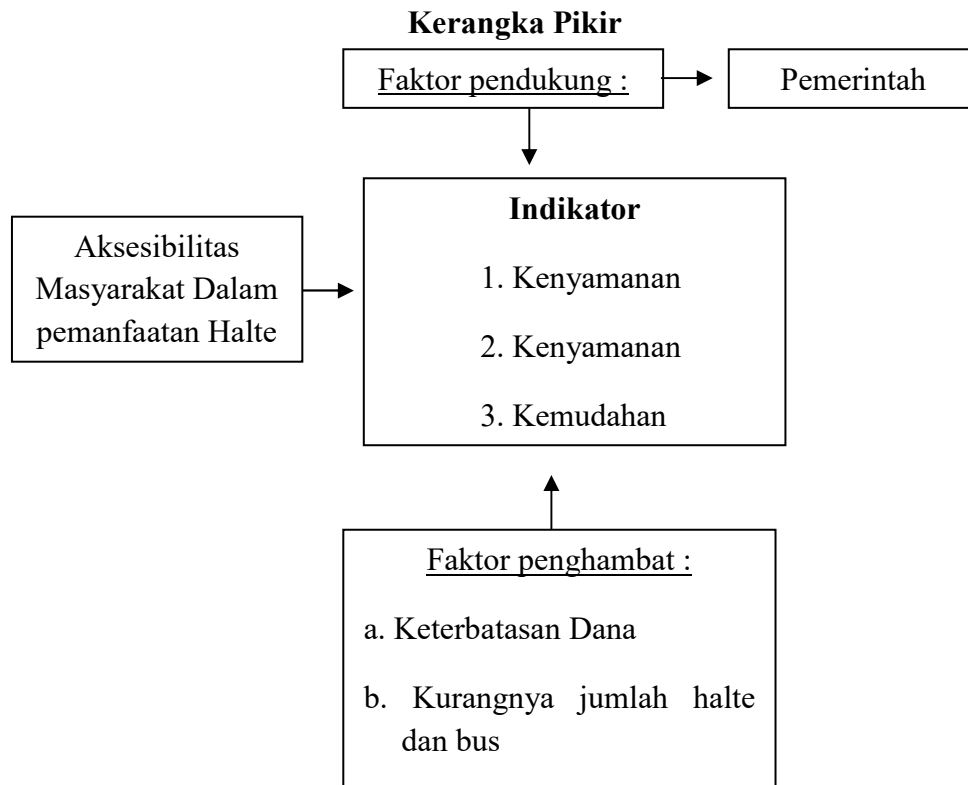 Kerangka Pikir
Faktor pendukung :
Pemerintah
Indikator
1. Kenyamanan
2. Kenyamanan
3. Kemudahan
Aksesibilitas
Masyarakat Dalam
pemanfaatan Halte
Faktor penghambat :
a. Keterbatasan Dana
b. Kurangnya jumlah halte
dan bus